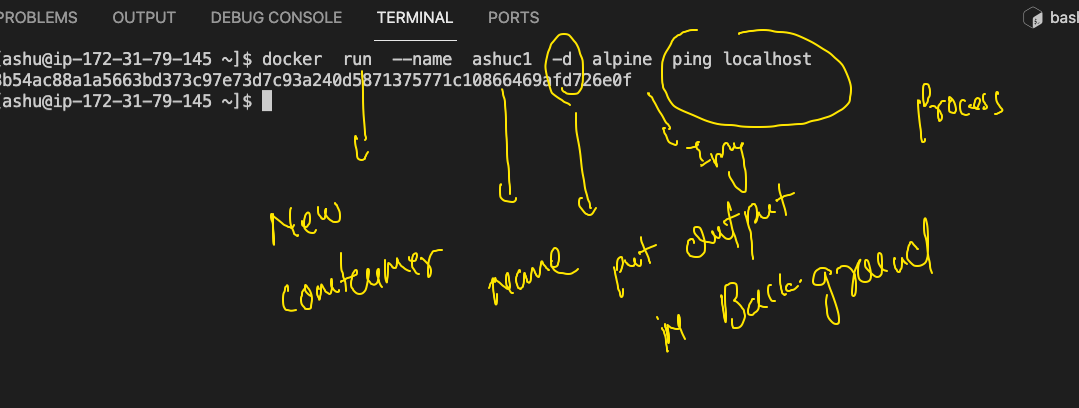 PROBLEMS OUTPUT DEBUG CONSOLE TERMINAL PORTS bash
[ashu@ip-172-31-79-145 ~]$ docker run --name ashuc1 -d alpine ping localhost
8b54ac88a1a5663bd373c97e73d7c93a240d5871375771c10866469afd726e0f
[ashu@ip-172-31-79-145 ~]$
Process
Img
New
container
name
put output
in Background